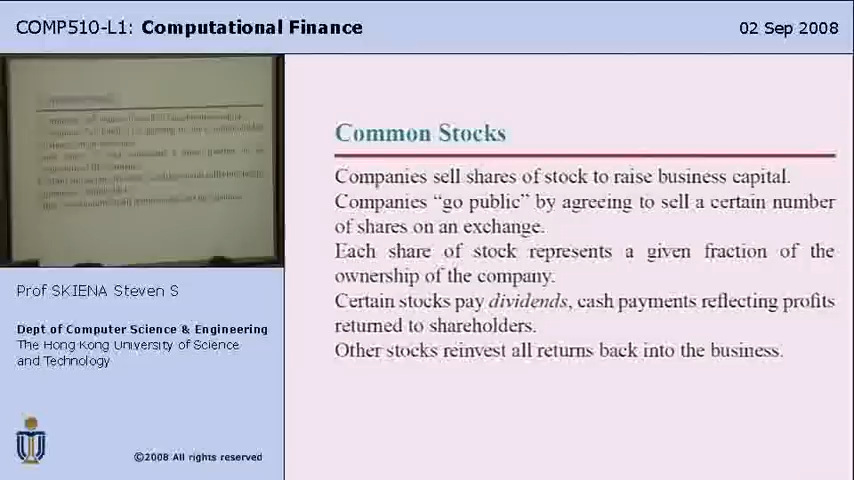 COMP510-L1: Computational Finance
02 Sep 2008
Common Stocks
Companies sell shares of stock to raise business capital.
Companies “go public” by agreeing to sell a certain number
of shares on an exchange.
Each share of stock represents a given fraction of the
ownership of the company.
Certain stocks pay dividends, cash payments reflecting profits
returned to shareholders.
Other stocks reinvest all returns back into the business.
Prof SKIENA Steven S
Dept of Computer Science & Engineering
The Hong Kong University of Science
and Technology
©2008 All rights reserved